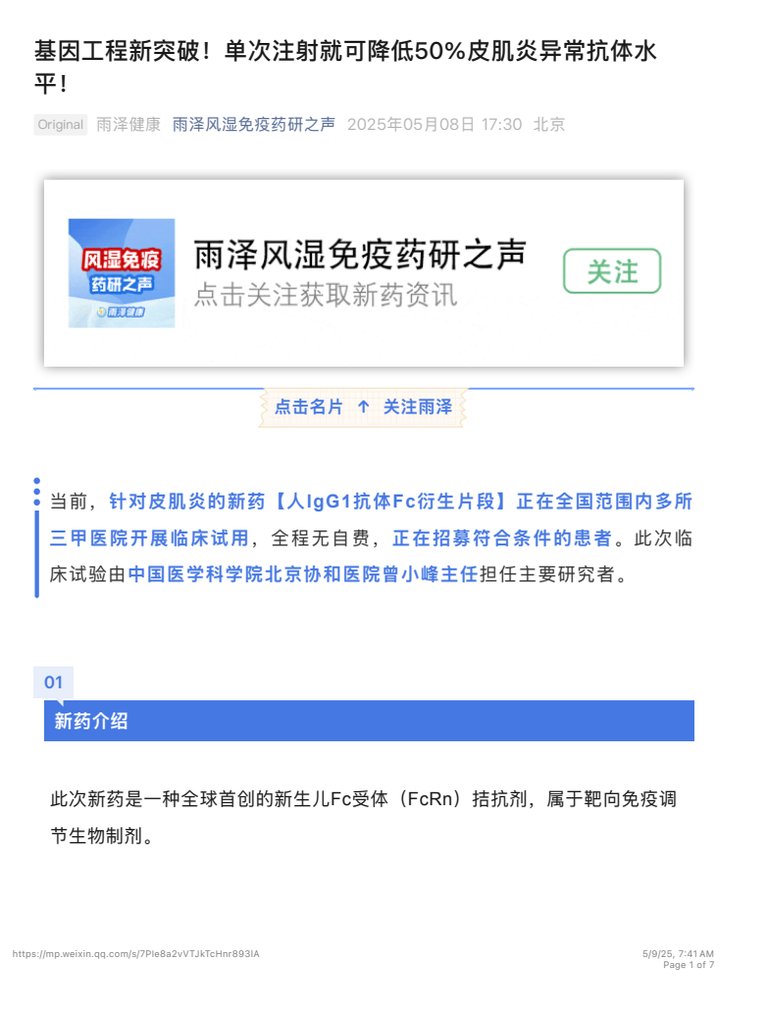 基因工程新突破！单次注射就可降低50%皮肌炎异常抗体水
平！
Original 雨泽健康 雨泽风湿免疫药研之声 2025年05月08日 17:30 北京
风湿免疫
药研之声
雨泽健康
雨泽风湿免疫药研之声
点击关注获取新药资讯
关注
点击名片 ↑ 关注雨泽
当前，针对皮肌炎的新药【人IgG1抗体Fc衍生片段】正在全国范围内多所
三甲医院开展临床试用，全程无自费，正在招募符合条件的患者。此次临
床试验由中国医学科学院北京协和医院曾小峰主任担任主要研究者。
01
新药介绍
此次新药是一种全球首创的新生儿Fc受体（FcRn）拮抗剂，属于靶向免疫调
节生物制剂。
https://mp.weixin.qq.com/s/7PIe8a2vVTJkTcHnr893IA
5/9/25, 7:41 AM
Page 1 of 7